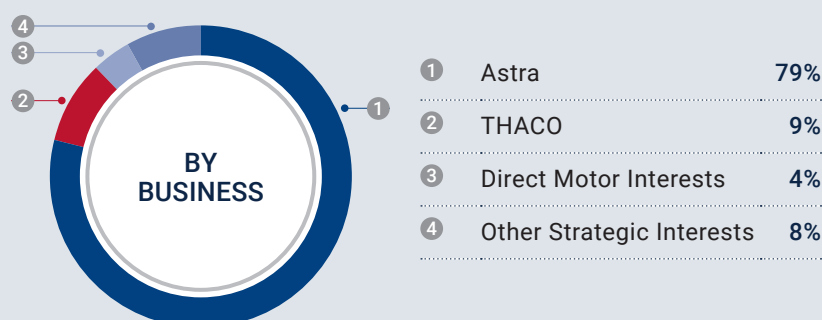 4
3
2
1
BY
BUSINESS
1 Astra 79%
2 THACO 9%
3 Direct Motor Interests 4%
4 Other Strategic Interests 8%